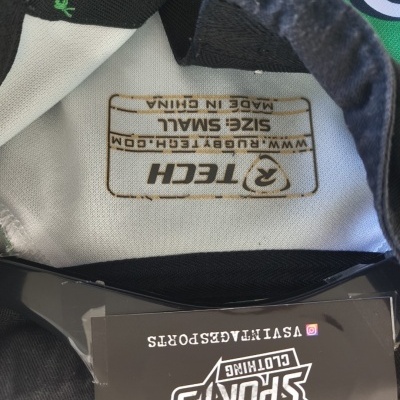 R TECH
WWW.RUGBYTECH.COM
SIZE: SMALL
MADE IN CHINA
VSVINTAGESPORTS
SPORTS
CLOTHING